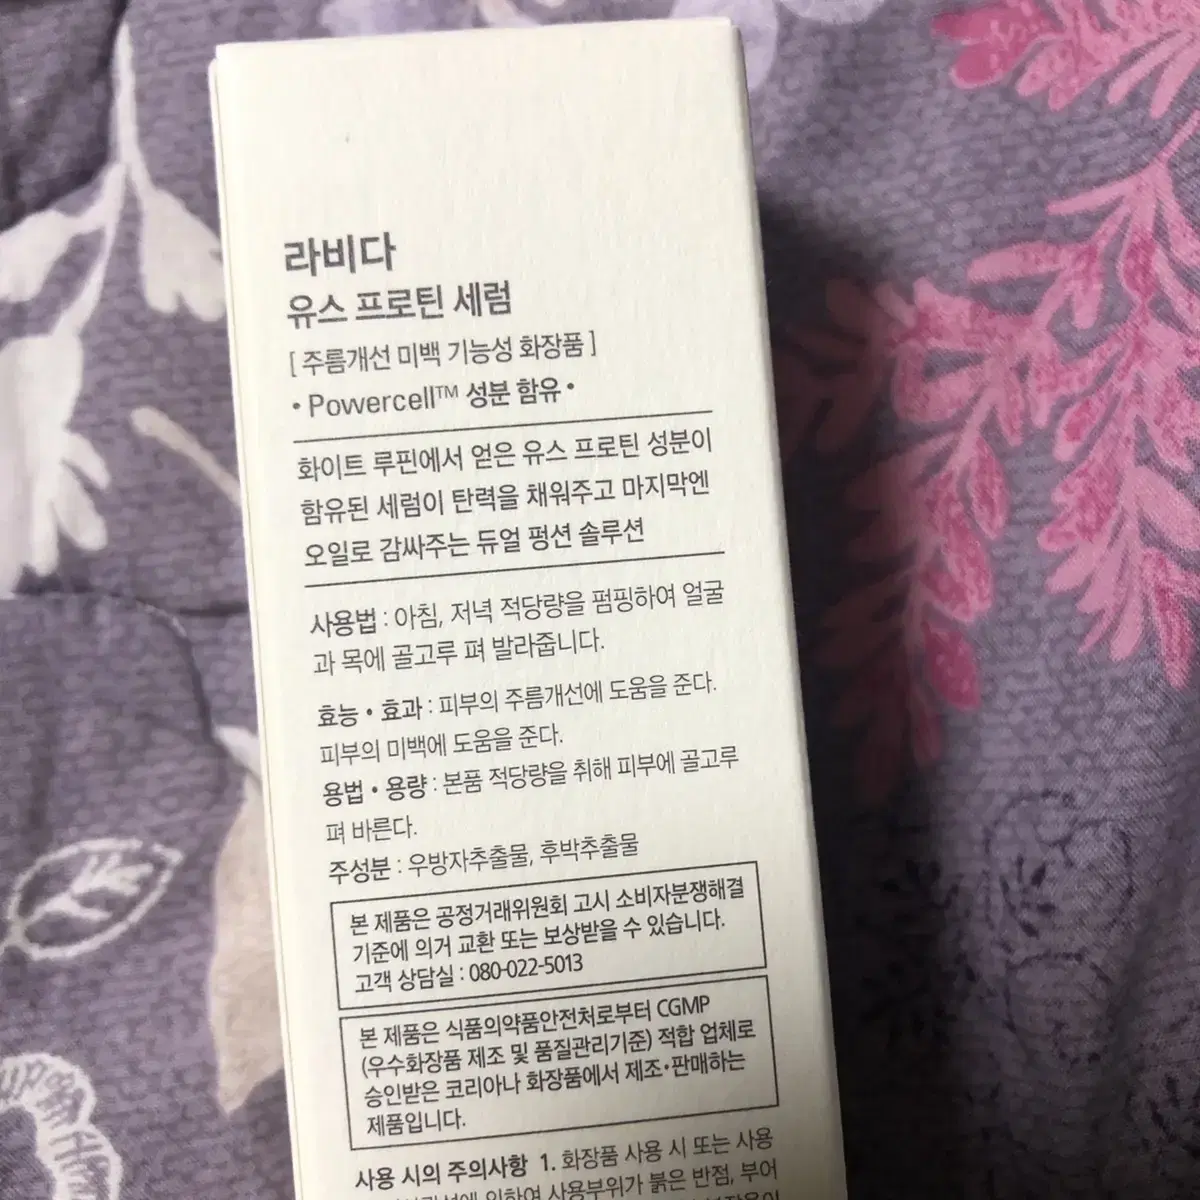 라비다
유스 프로틴 세럼
[ 주름개선 미백 기능성 화장품 ]
• Powercell™ 성분 함유 •
화이트 루핀에서 얻은 유스 프로틴 성분이
함유된 세럼이 탄력을 채워주고 마지막엔
오일로 감싸주는 듀얼 펑션 솔루션
사용법 : 아침, 저녁 적당량을 펌핑하여 얼굴
과 목에 골고루 펴 발라줍니다.
효능 • 효과 : 피부의 주름개선에 도움을 준다.
피부의 미백에 도움을 준다.
용법 • 용량 : 본품 적당량을 취해 피부에 골고루
펴 바른다.
주성분 : 우방자추출물, 후박추출물
본 제품은 공정거래위원회 고시 소비자분쟁해결
기준에 의거 교환 또는 보상받을 수 있습니다.
고객 상담실 : 080-022-5013
본 제품은 식품의약품안전처로부터 CGMP
(우수화장품 제조 및 품질관리기준) 적합 업체로
승인받은 코리아나 화장품에서 제조•판매하는
제품입니다.
사용 시의 주의사항 1. 화장품 사용 시 또는 사용
의하여 사용부위가 붉은 반점, 부어